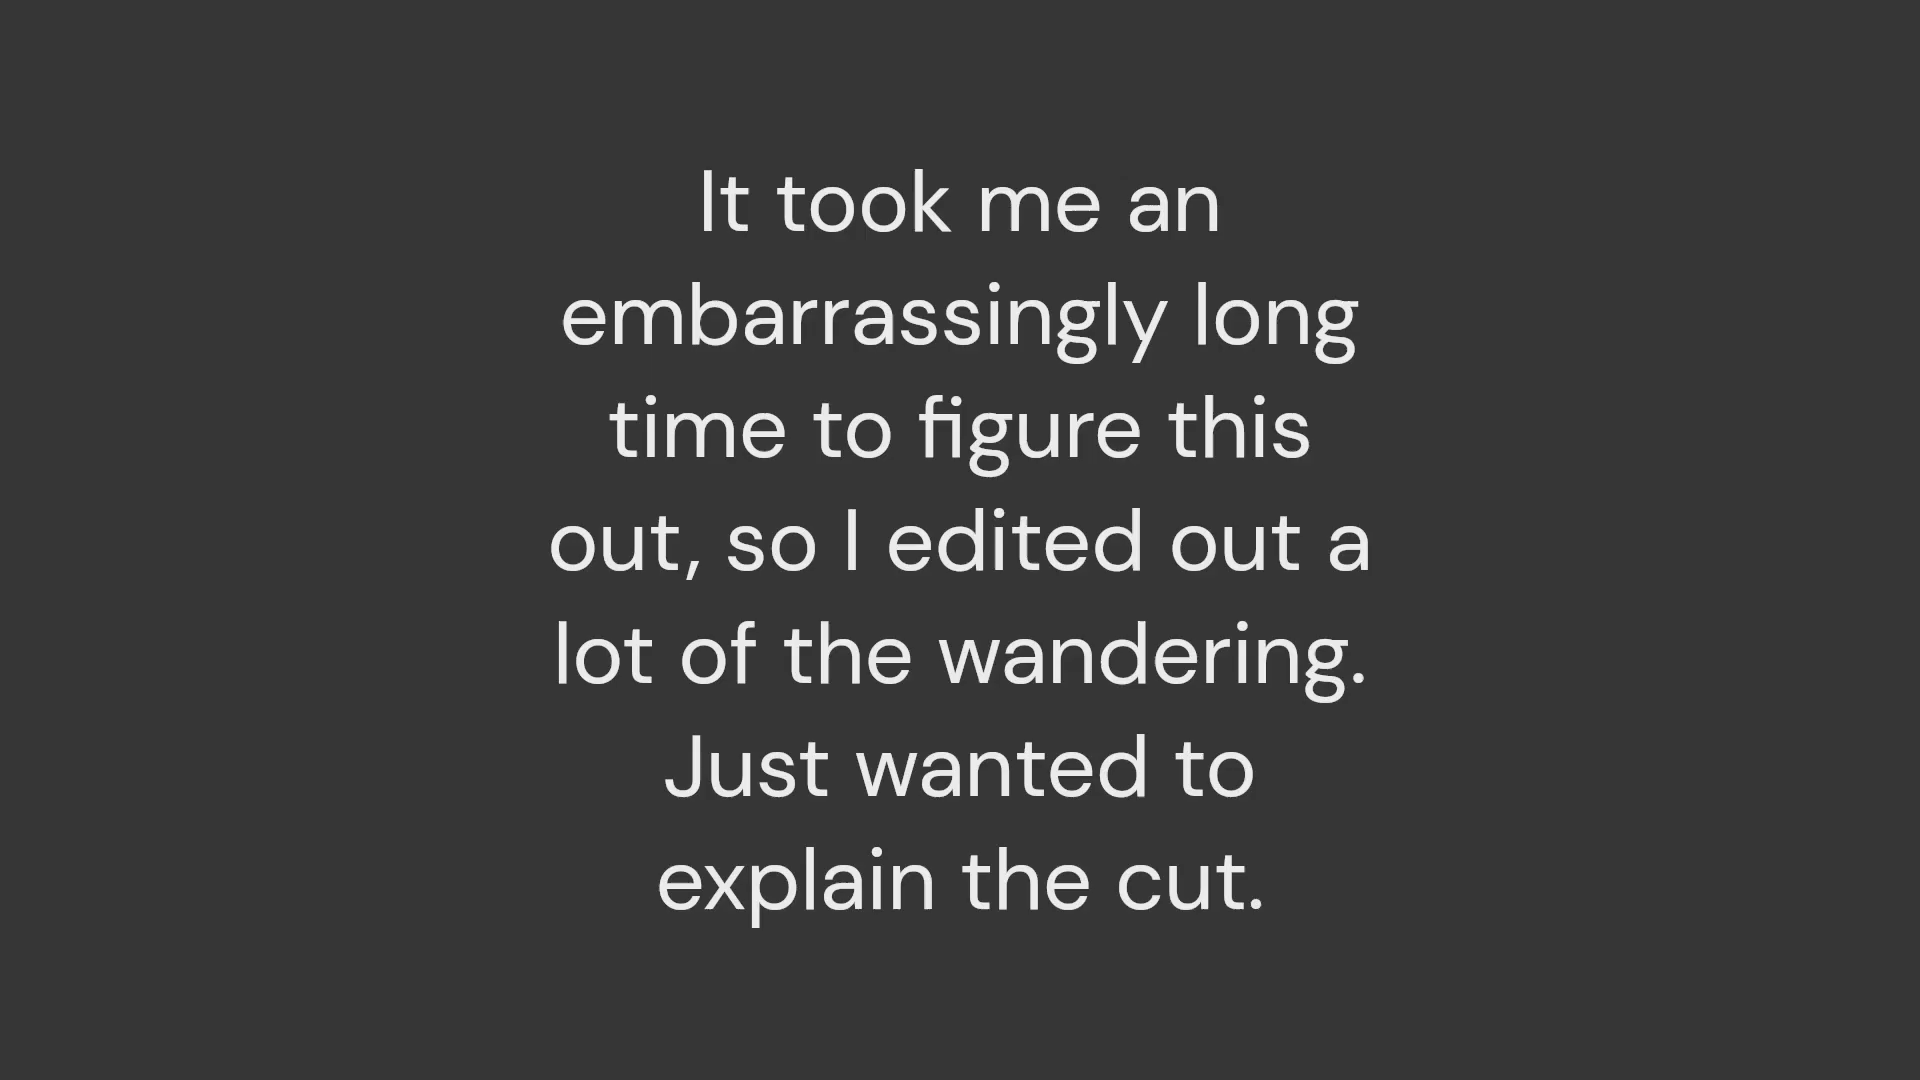 It took me an
embarrassingly long
time to figure this
out, so I edited out a
lot of the wandering.
Just wanted to
explain the cut.